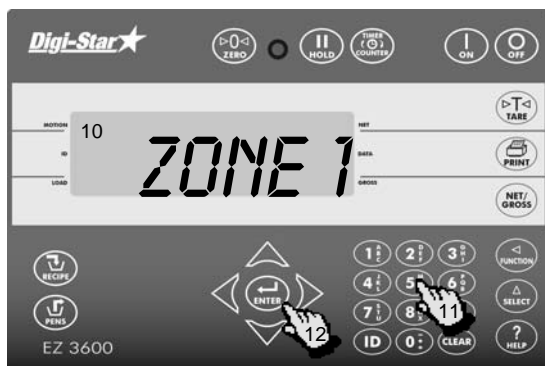 Digi-Star
▷0◁ ZERO
HOLD
TIMER COUNTER
ON
OFF
MOTION
ID
LOAD
10
ZONE 1
NET
DATA
GROSS
▷T◁ TARE
PRINT
NET/ GROSS
RECIPE
PENS
EZ 3600
ENTER
12
1 A B C
2 D E F
3 G H I
4 J K L
5
6 P Q R
7 S T U
8
11
ID
0
CLEAR
FUNCTION
SELECT
? HELP